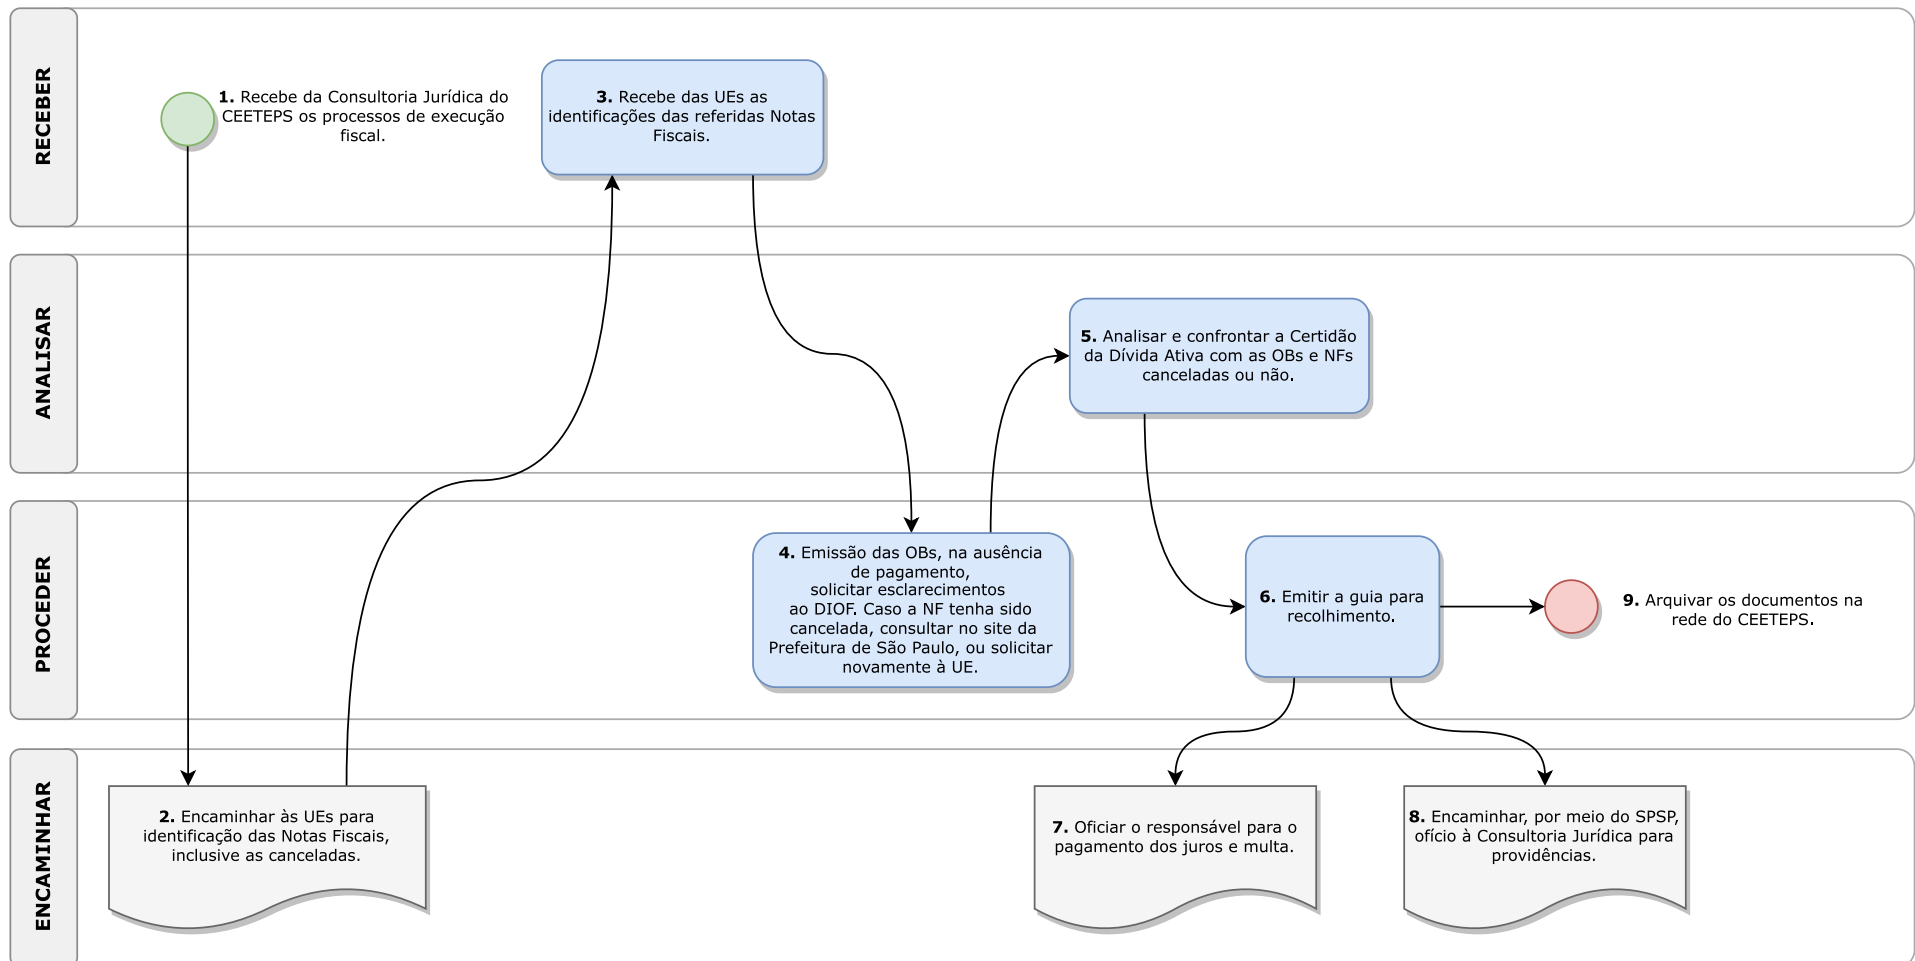 RECEBER
1. Recebe da Consultoria Jurídica do
CEETEPS os processos de execução
fiscal.
3. Recebe das UEs as
identificações das referidas Notas
Fiscais.
ANALISAR
5. Analisar e confrontar a Certidão
da Dívida Ativa com as OBs e NFs
canceladas ou não.
PROCEDER
4. Emissão das OBs, na ausência
de pagamento,
solicitar esclarecimentos
ao DIOF. Caso a NF tenha sido
cancelada, consultar no site da
Prefeitura de São Paulo, ou solicitar
novamente à UE.
6. Emitir a guia para
recolhimento.
9. Arquivar os documentos na
rede do CEETEPS.
ENCAMINHAR
2. Encaminhar às UEs para
identificação das Notas Fiscais,
inclusive as canceladas.
7. Oficiar o responsável para o
pagamento dos juros e multa.
8. Encaminhar, por meio do SPSP,
ofício à Consultoria Jurídica para
providências.